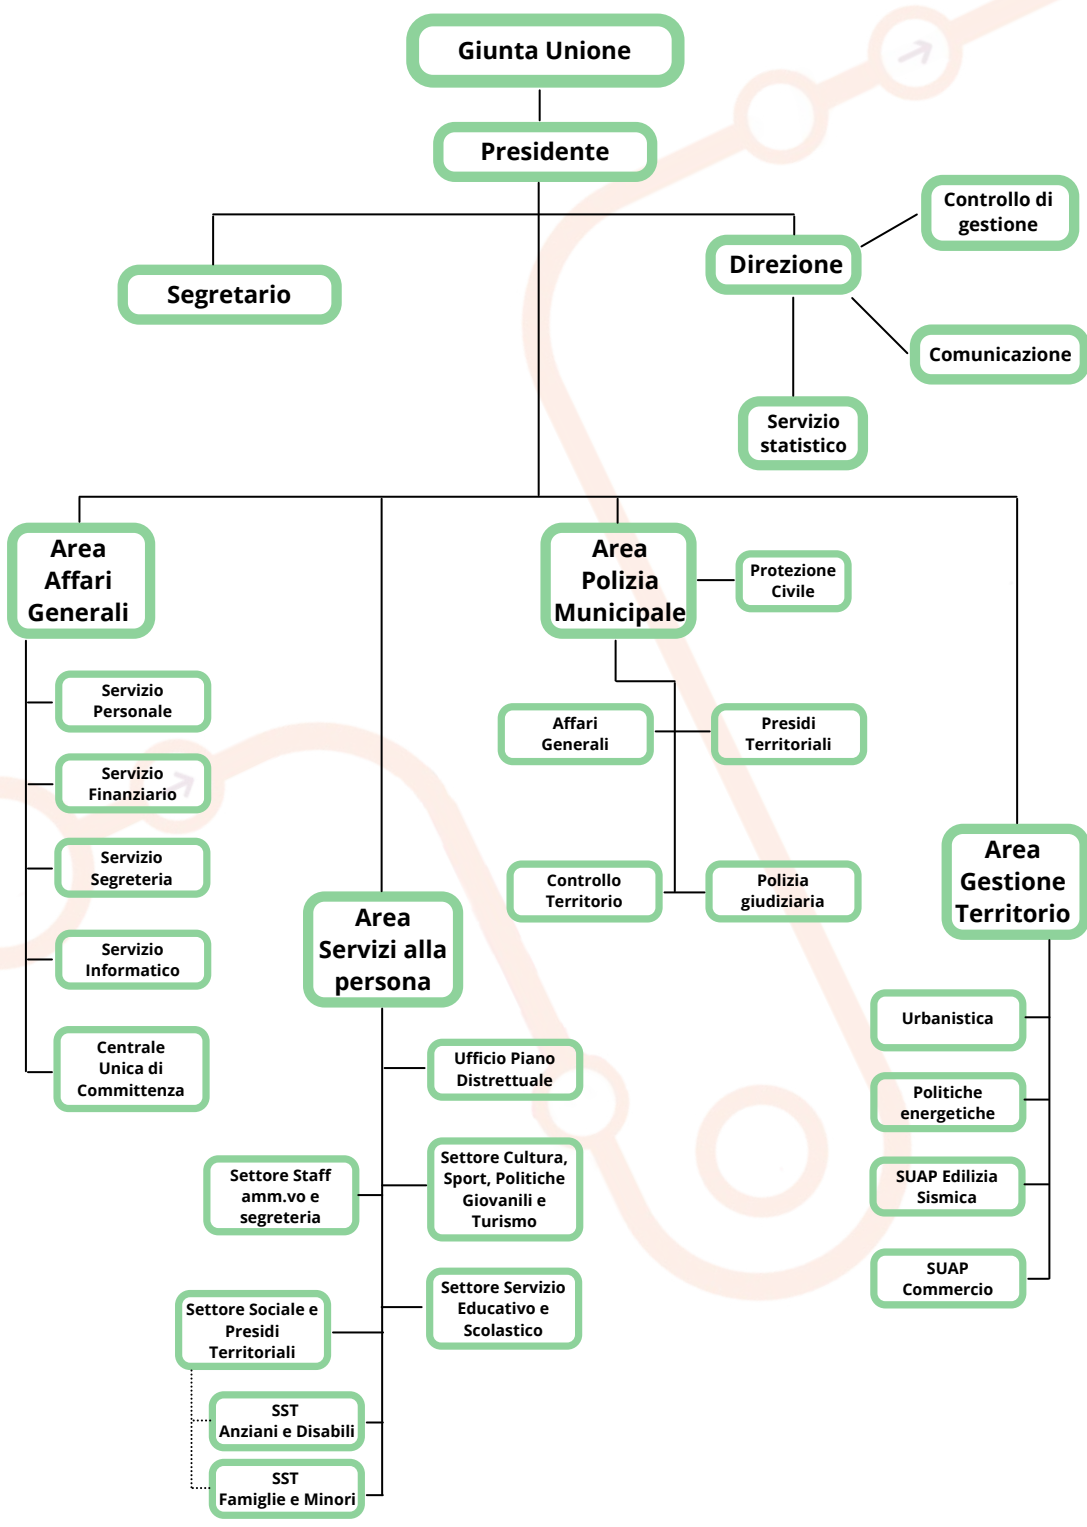 Giunta Unione
Presidente
Segretario
Direzione
Controllo di
gestione
Comunicazione
Servizio
statistico
Area
Affari
Generali
Servizio
Personale
Servizio
Finanziario
Servizio
Segreteria
Servizio
Informatico
Centrale
Unica di
Committenza
Area
Servizi alla
persona
Ufficio Piano
Distrettuale
Settore Staff
amm.vo e
segreteria
Settore Cultura,
Sport, Politiche
Giovanili e
Turismo
Settore Sociale e
Presidi
Territoriali
Settore Servizio
Educativo e
Scolastico
SST
Anziani e Disabili
SST
Famiglie e Minori
Area
Polizia
Municipale
Protezione
Civile
Affari
Generali
Presidi
Territoriali
Controllo
Territorio
Polizia
giudiziaria
Area
Gestione
Territorio
Urbanistica
Politiche
energetiche
SUAP Edilizia
Sismica
SUAP
Commercio